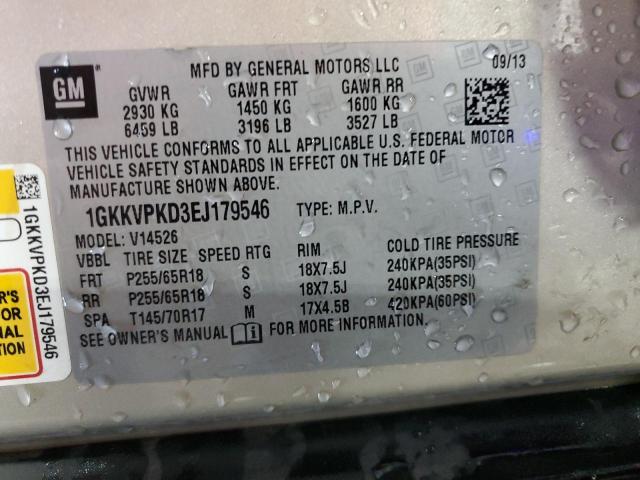 GM
MFD BY GENERAL MOTORS LLC 09/13
GVWR GAWR FRT GAWR RR
2930 KG 1450 KG 1600 KG
6459 LB 3196 LB 3527 LB
THIS VEHICLE CONFORMS TO ALL APPLICABLE U.S. FEDERAL MOTOR
VEHICLE SAFETY STANDARDS IN EFFECT ON THE DATE OF
MANUFACTURE SHOWN ABOVE.
1GKKVPKD3EJ179546 TYPE: M.P.V.
MODEL: V14526
VBBL TIRE SIZE SPEED RTG RIM COLD TIRE PRESSURE
FRT P255/65R18 S 18X7.5J 240KPA(35PSI)
RR P255/65R18 S 18X7.5J 240KPA(35PSI)
SPA T145/70R17 M 17X4.5B 420KPA(60PSI)
SEE OWNER'S MANUAL FOR MORE INFORMATION.
1GKKVPKD3EJ179546
R'S
FOR
NAL
ATION